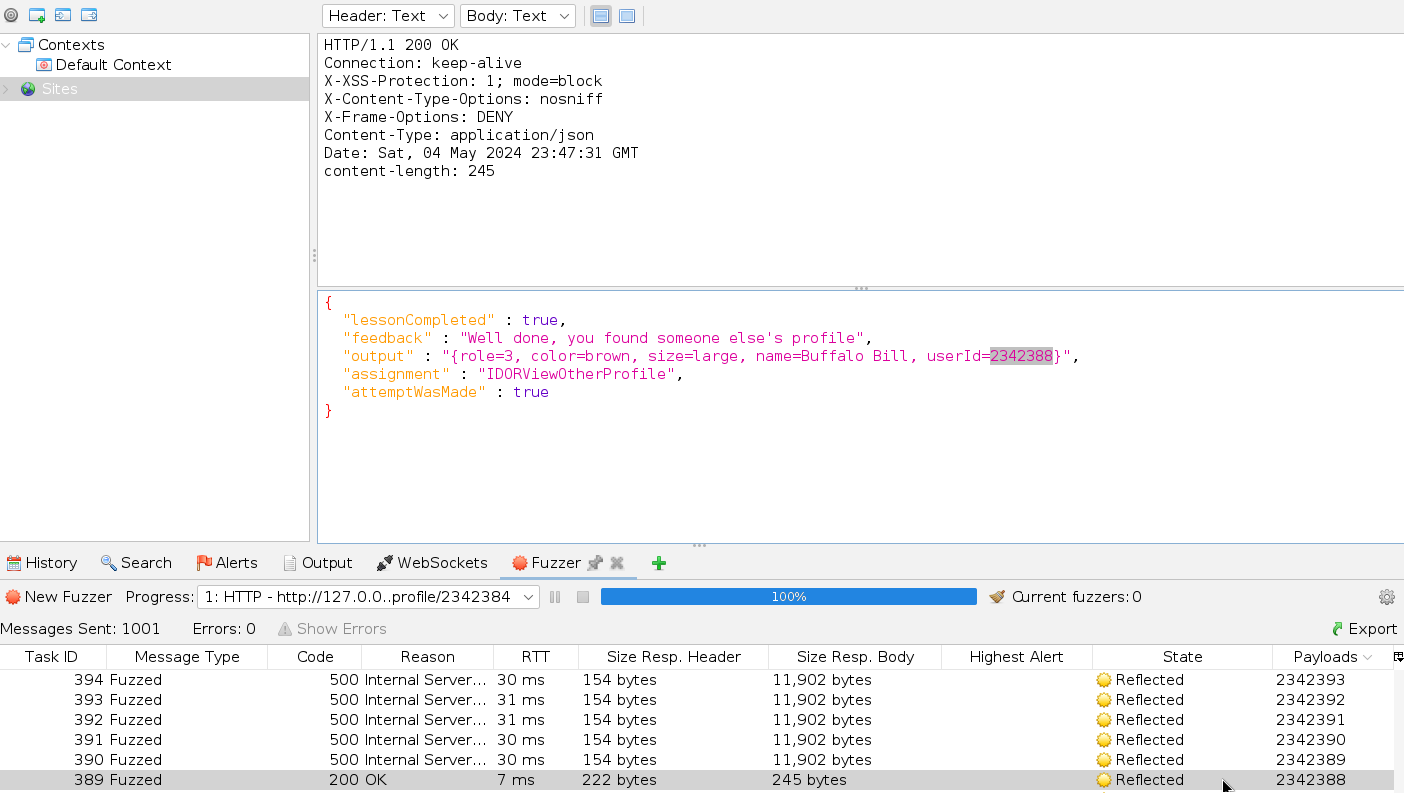 Header: Text Body: Text
Contexts
Default Context
Sites
HTTP/1.1 200 OK
Connection: keep-alive
X-XSS-Protection: 1; mode=block
X-Content-Type-Options: nosniff
X-Frame-Options: DENY
Content-Type: application/json
Date: Sat, 04 May 2024 23:47:31 GMT
content-length: 245
{
"lessonCompleted" : true,
"feedback" : "Well done, you found someone else's profile",
"output" : "{role=3, color=brown, size=large, name=Buffalo Bill, userId=2342388}",
"assignment" : "IDORViewOtherProfile",
"attemptWasMade" : true
}
History Search Alerts Output WebSockets Fuzzer
New Fuzzer Progress: 1: HTTP - http://127.0.0..profile/2342384 100% Current fuzzers: 0
Messages Sent: 1001 Errors: 0 Show Errors Export
Task ID Message Type Code Reason RTT Size Resp. Header Size Resp. Body Highest Alert State Payloads
394 Fuzzed 500 Internal Server... 30 ms 154 bytes 11,902 bytes Reflected 2342393
393 Fuzzed 500 Internal Server... 31 ms 154 bytes 11,902 bytes Reflected 2342392
392 Fuzzed 500 Internal Server... 31 ms 154 bytes 11,902 bytes Reflected 2342391
391 Fuzzed 500 Internal Server... 30 ms 154 bytes 11,902 bytes Reflected 2342390
390 Fuzzed 500 Internal Server... 30 ms 154 bytes 11,902 bytes Reflected 2342389
389 Fuzzed 200 OK 7 ms 222 bytes 245 bytes Reflected 2342388